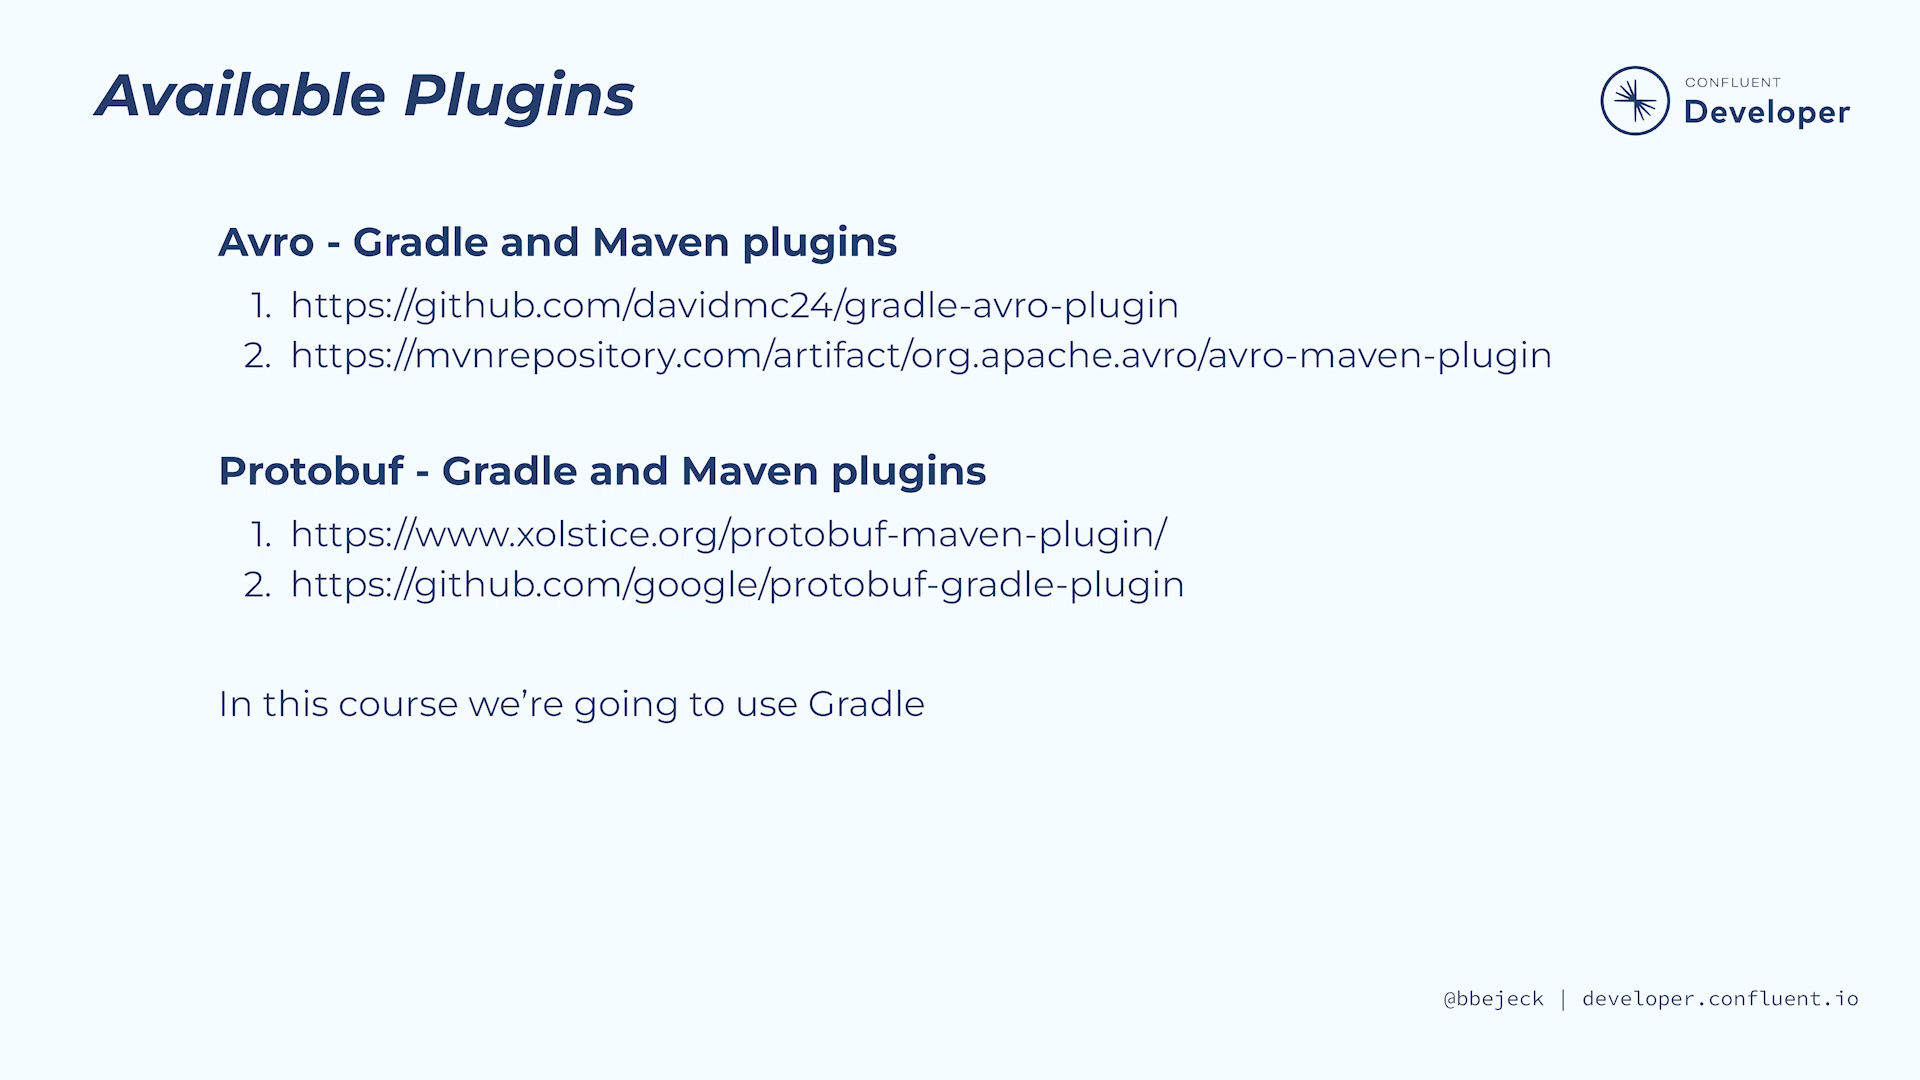 Available Plugins
CONFLUENT
Developer
Avro - Gradle and Maven plugins
1. https://github.com/davidmc24/gradle-avro-plugin
2. https://mvnrepository.com/artifact/org.apache.avro/avro-maven-plugin
Protobuf - Gradle and Maven plugins
1. https://www.xolstice.org/protobuf-maven-plugin/
2. https://github.com/google/protobuf-gradle-plugin
In this course we’re going to use Gradle
@bbejeck | developer.confluent.io